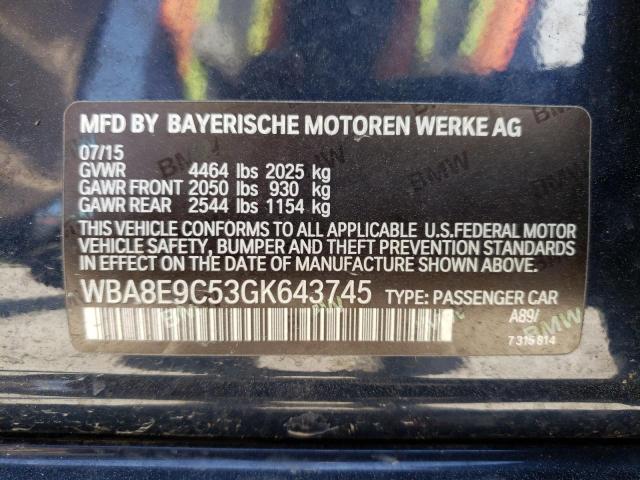 MFD BY BAYERISCHE MOTOREN WERKE AG
07/15
GVWR 4464 lbs 2025 kg
GAWR FRONT 2050 lbs 930 kg
GAWR REAR 2544 lbs 1154 kg
THIS VEHICLE CONFORMS TO ALL APPLICABLE U.S.FEDERAL MOTOR
VEHICLE SAFETY, BUMPER AND THEFT PREVENTION STANDARDS
IN EFFECT ON THE DATE OF MANUFACTURE SHOWN ABOVE.
WBA8E9C53GK643745 TYPE: PASSENGER CAR
A89/
7 315 814